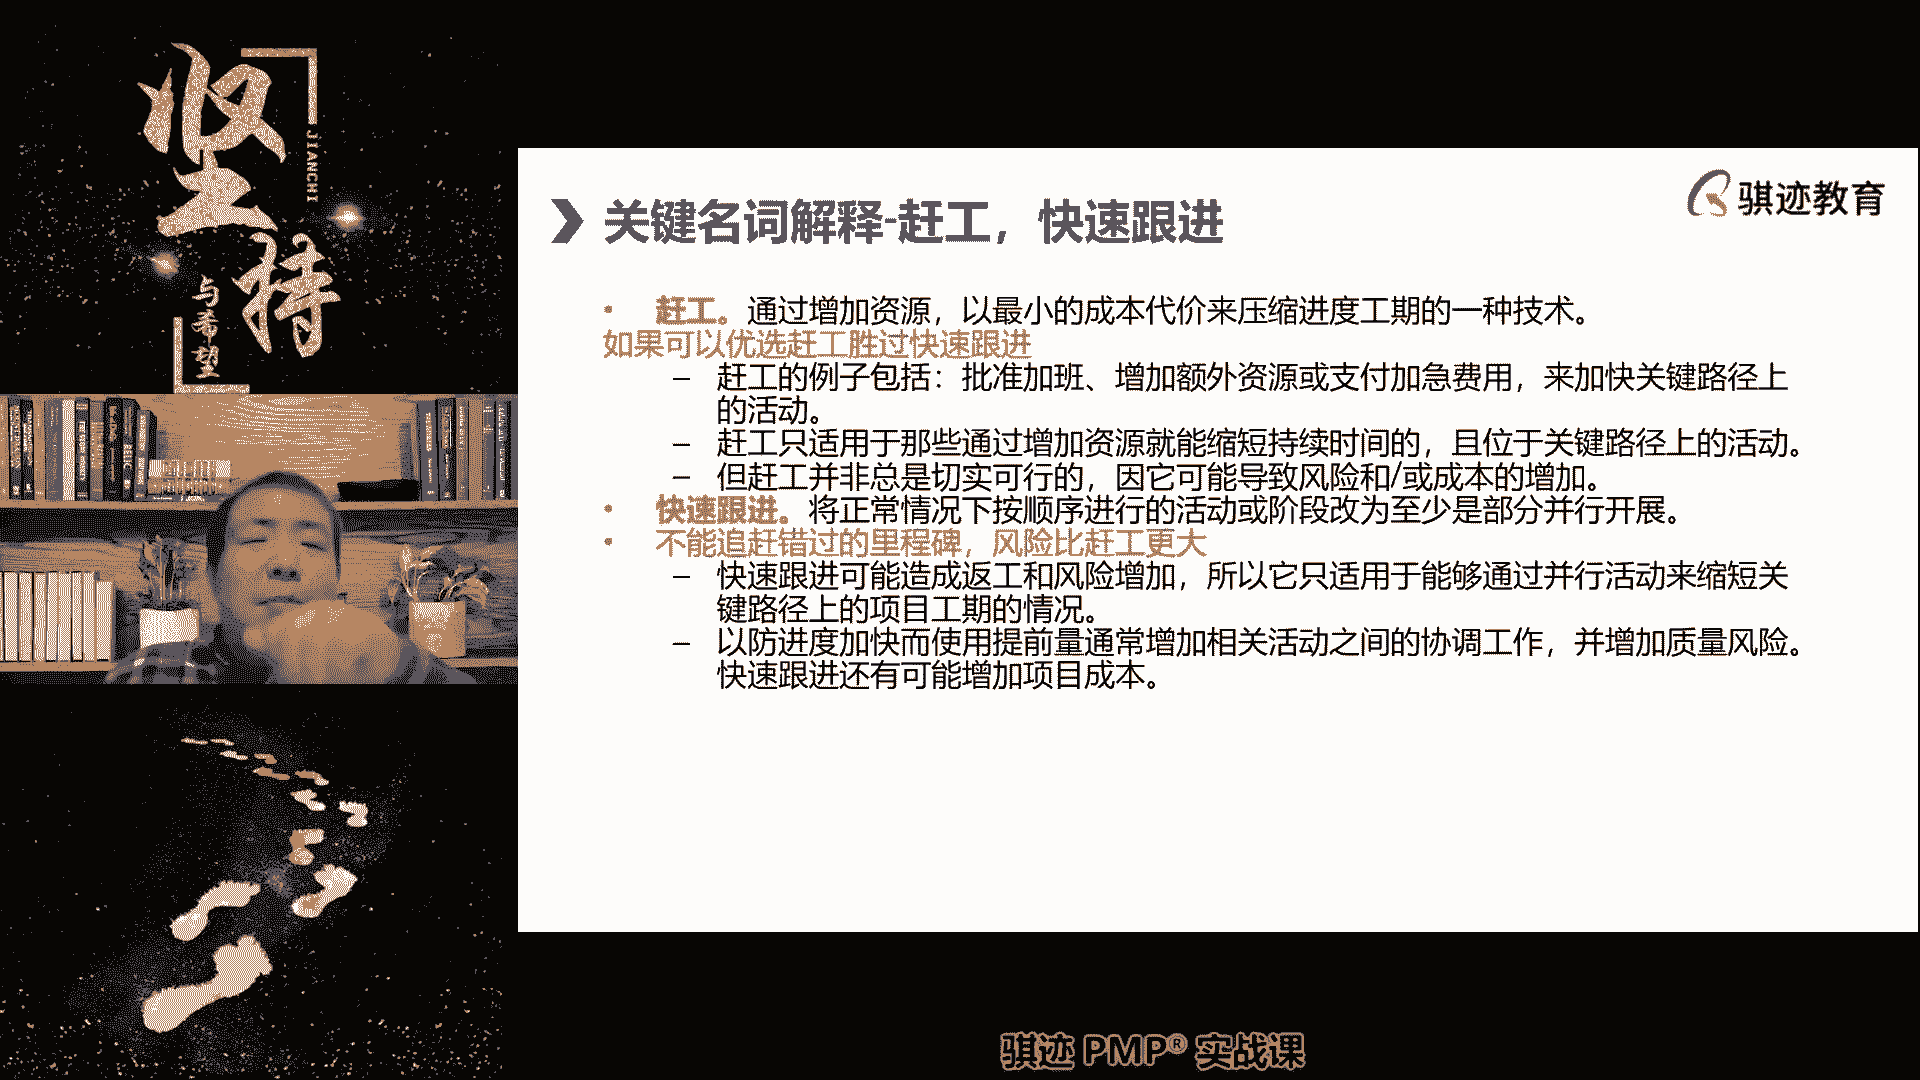 坚持
JIANCHI
与希望
骐迹教育
关键名词解释-赶工，快速跟进
• 赶工。通过增加资源，以最小的成本代价来压缩进度工期的一种技术。
如果可以优选赶工胜过快速跟进
– 赶工的例子包括：批准加班、增加额外资源或支付加急费用，来加快关键路径上
的活动。
– 赶工只适用于那些通过增加资源就能缩短持续时间的，且位于关键路径上的活动。
– 但赶工并非总是切实可行的，因它可能导致风险和/或成本的增加。
• 快速跟进。将正常情况下按顺序进行的活动或阶段改为至少是部分并行开展。
• 不能追赶错过的里程碑，风险比赶工更大
– 快速跟进可能造成返工和风险增加，所以它只适用于能够通过并行活动来缩短关
键路径上的项目工期的情况。
– 以防进度加快而使用提前量通常增加相关活动之间的协调工作，并增加质量风险。
快速跟进还有可能增加项目成本。
骐迹 PMP® 实战课